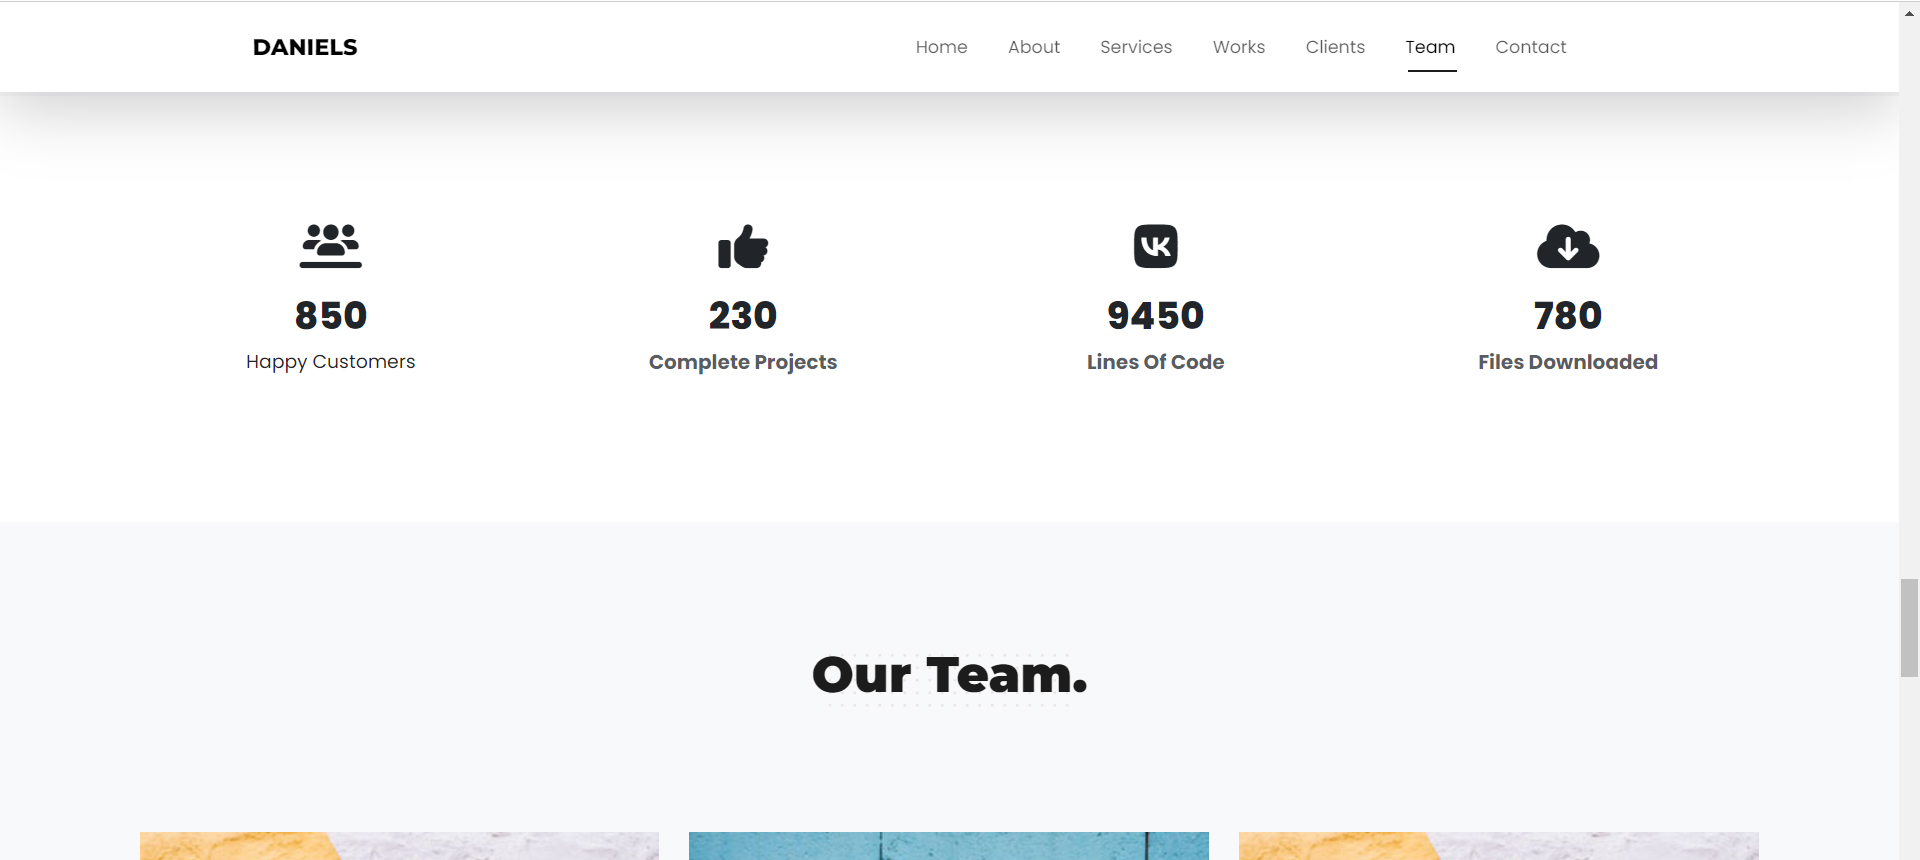 DANIELS
Home About Services Works Clients Team Contact
850
Happy Customers
230
Complete Projects
9450
Lines Of Code
780
Files Downloaded
Our Team.